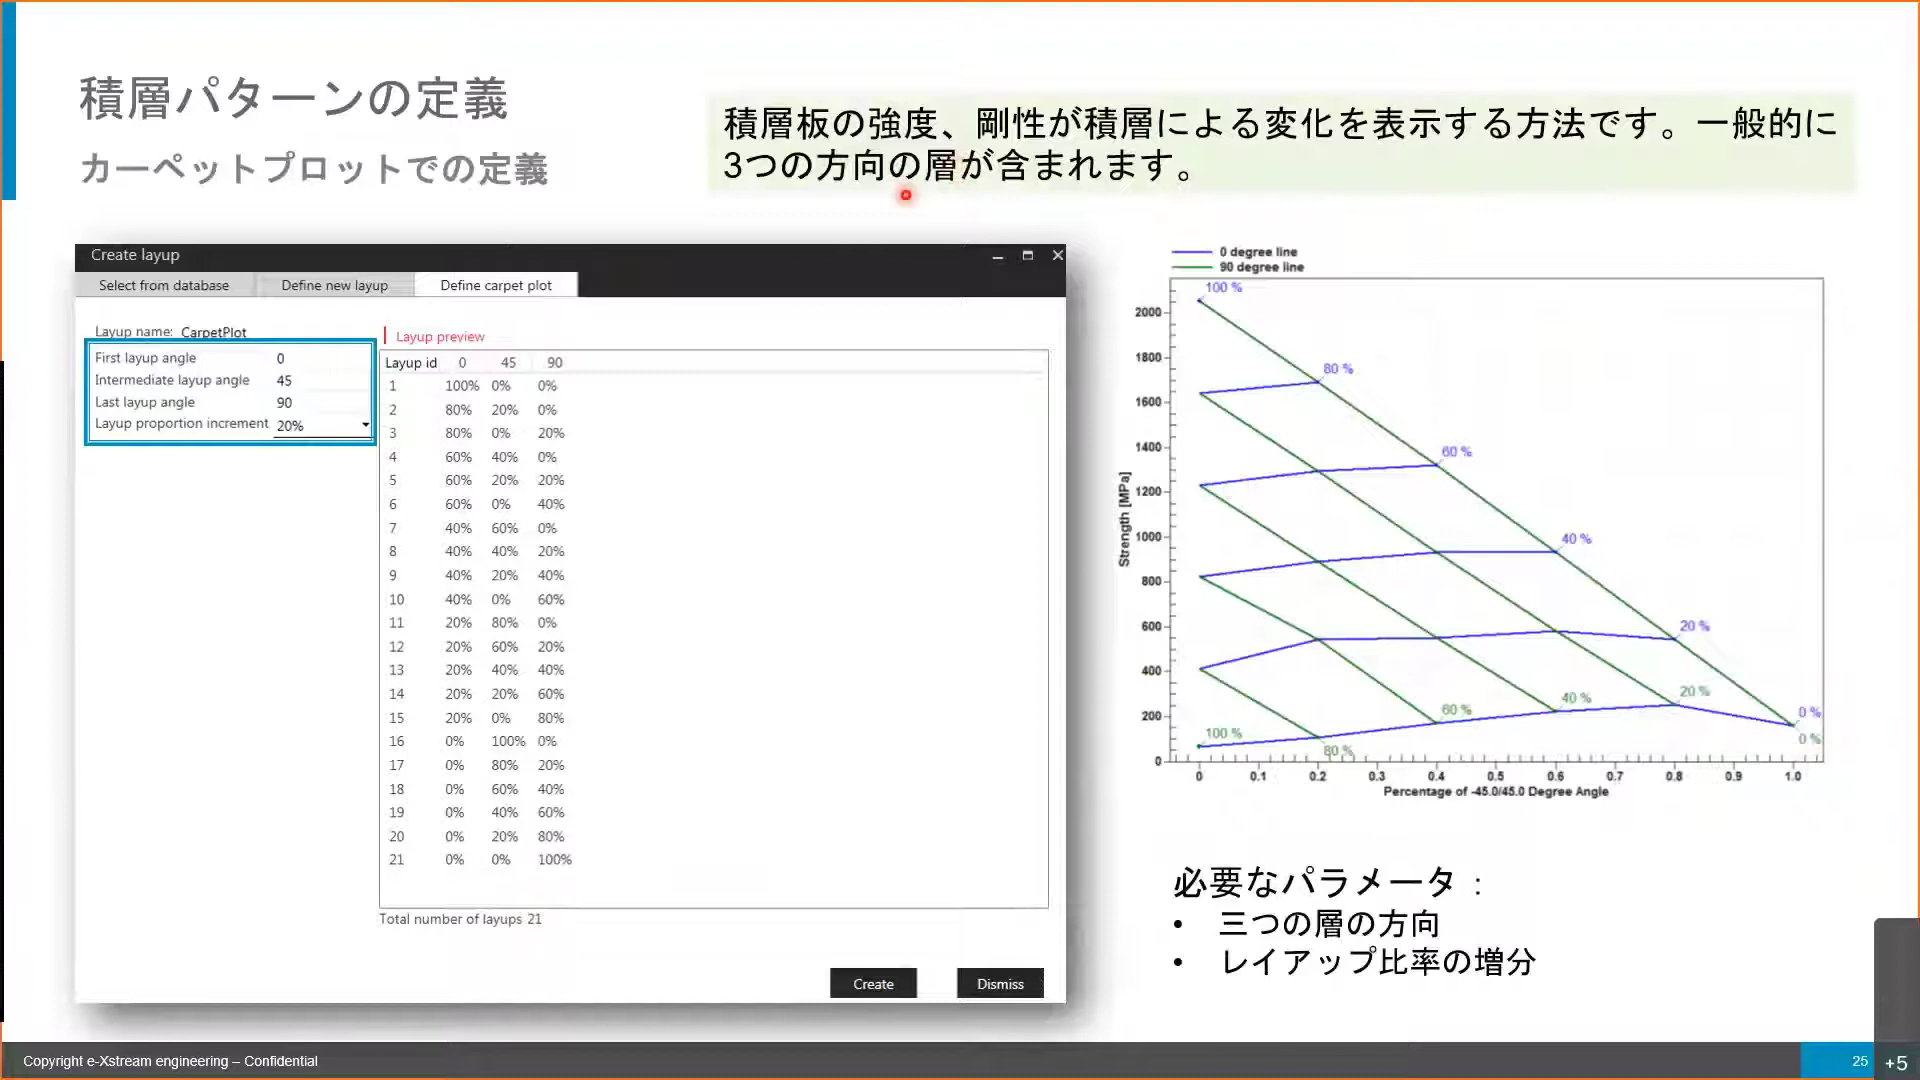 積層パターンの定義
カーペットプロットでの定義
積層板の強度、剛性が積層による変化を表示する方法です。一般的に
3つの方向の層が含まれます。
Create layup
Select from database Define new layup Define carpet plot
Layup name: CarpetPlot
First layup angle 0
Intermediate layup angle 45
Last layup angle 90
Layup proportion increment 20%
Layup preview
Layup id 0 45 90
1 100% 0% 0%
2 80% 20% 0%
3 80% 0% 20%
4 60% 40% 0%
5 60% 20% 20%
6 60% 0% 40%
7 40% 60% 0%
8 40% 40% 20%
9 40% 20% 40%
10 40% 0% 60%
11 20% 80% 0%
12 20% 60% 20%
13 20% 40% 40%
14 20% 20% 60%
15 20% 0% 80%
16 0% 100% 0%
17 0% 80% 20%
18 0% 60% 40%
19 0% 40% 60%
20 0% 20% 80%
21 0% 0% 100%
Total number of layups 21
Create Dismiss
0 degree line
90 degree line
100 %
80 %
60 %
40 %
20 %
0 %
100 %
80 %
60 %
40 %
20 %
0 %
Strength [MPa]
2000
1800
1600
1400
1200
1000
800
600
400
200
0
0 0.1 0.2 0.3 0.4 0.5 0.6 0.7 0.8 0.9 1.0
Percentage of -45.0/45.0 Degree Angle
必要なパラメータ：
• 三つの層の方向
• レイアップ比率の増分
Copyright e-Xstream engineering – Confidential
25
+5